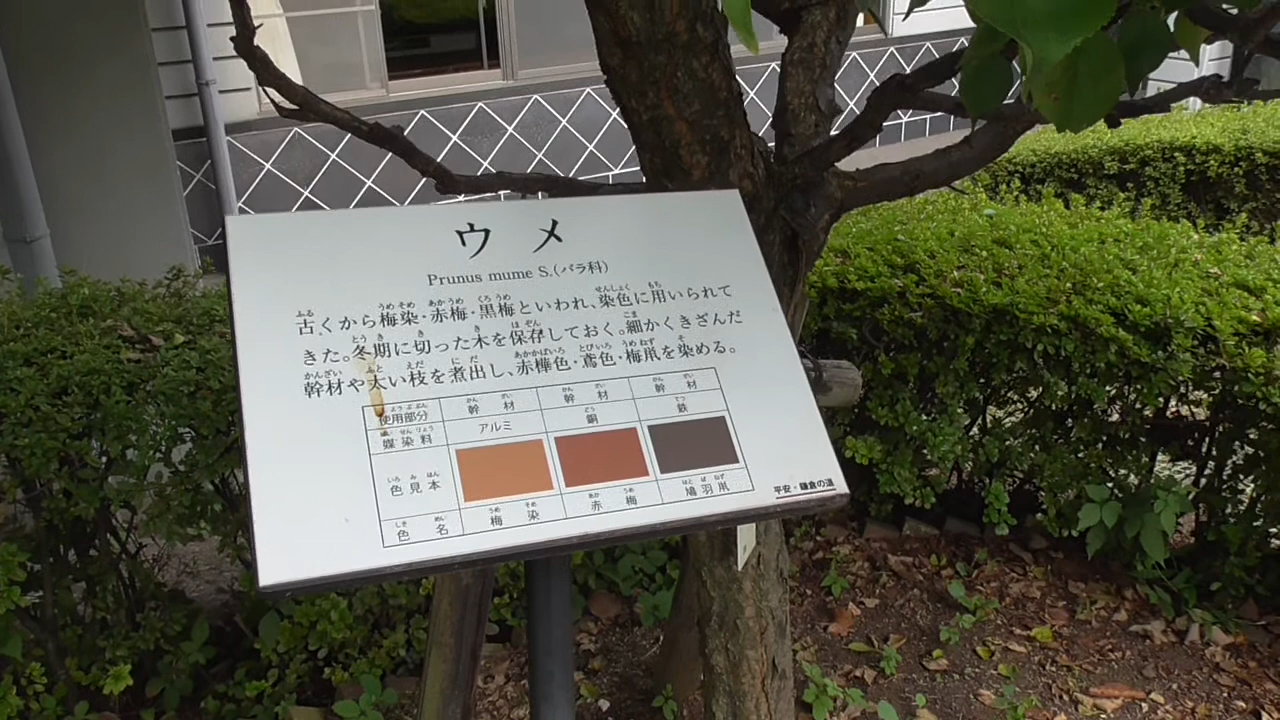 ウメ
Prunus mume S.(バラ科)
古くから梅染・赤梅・黒梅といわれ、染色に用いられて
きた。冬期に切った木を保存しておく。細かくきざんだ
幹材や太い枝を煮出し、赤樺色・鳶色・梅鼡を染める。
使用部分 幹材 幹材 幹材
媒染料 アルミ 銅 鉄
色見本
色名 梅染 赤梅 鳩羽鼡
平安・鎌倉の道